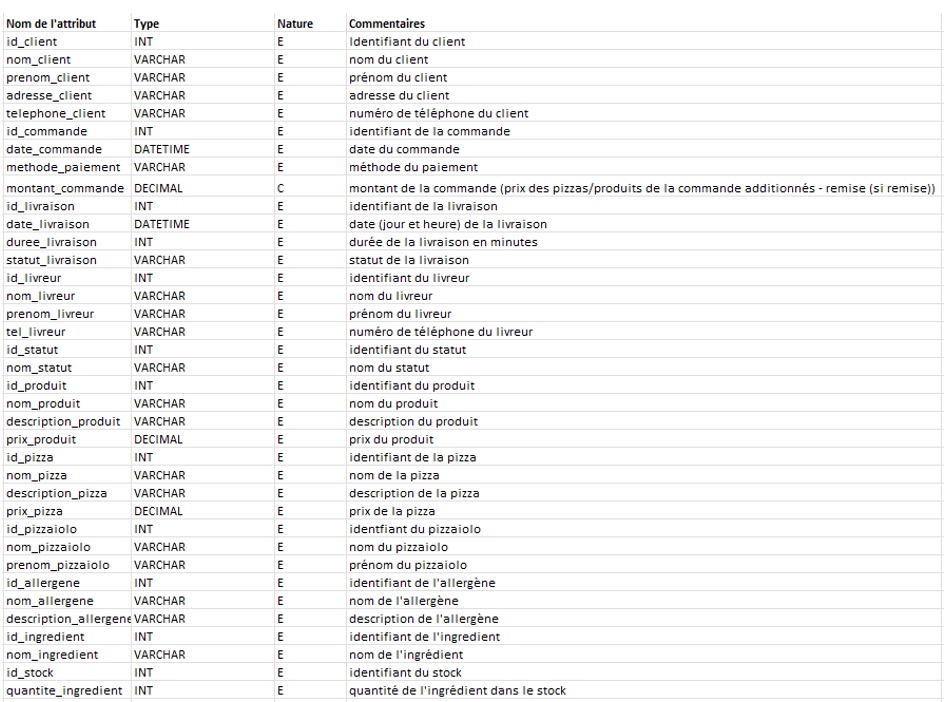 Nom de l'attribut Type Nature Commentaires
id_client INT E Identifiant du client
nom_client VARCHAR E nom du client
prenom_client VARCHAR E prénom du client
adresse_client VARCHAR E adresse du client
telephone_client VARCHAR E numéro de téléphone du client
id_commande INT E identifiant de la commande
date_commande DATETIME E date du commande
methode_paiement VARCHAR E méthode du paiement
montant_commande DECIMAL C montant de la commande (prix des pizzas/produits de la commande additionnés - remise (si remise))
id_livraison INT E identifiant de la livraison
date_livraison DATETIME E date (jour et heure) de la livraison
duree_livraison INT E durée de la livraison en minutes
statut_livraison VARCHAR E statut de la livraison
id_livreur INT E identifiant du livreur
nom_livreur VARCHAR E nom du livreur
prenom_livreur VARCHAR E prénom du livreur
tel_livreur VARCHAR E numéro de téléphone du livreur
id_statut INT E identifiant du statut
nom_statut VARCHAR E nom du statut
id_produit INT E identifiant du produit
nom_produit VARCHAR E nom du produit
description_produit VARCHAR E description du produit
prix_produit DECIMAL E prix du produit
id_pizza INT E identifiant de la pizza
nom_pizza VARCHAR E nom de la pizza
description_pizza VARCHAR E description de la pizza
prix_pizza DECIMAL E prix de la pizza
id_pizzaiolo INT E identfiant du pizzaiolo
nom_pizzaiolo VARCHAR E nom du pizzaiolo
prenom_pizzaiolo VARCHAR E prénom du pizzaiolo
id_allergene INT E identifiant de l'allergène
nom_allergene VARCHAR E nom de l'allergène
description_allergene VARCHAR E description de l'allergène
id_ingredient INT E identifiant de l'ingredient
nom_ingredient VARCHAR E nom de l'ingrédient
id_stock INT E identifiant du stock
quantite_ingredient INT E quantité de l'ingrédient dans le stock